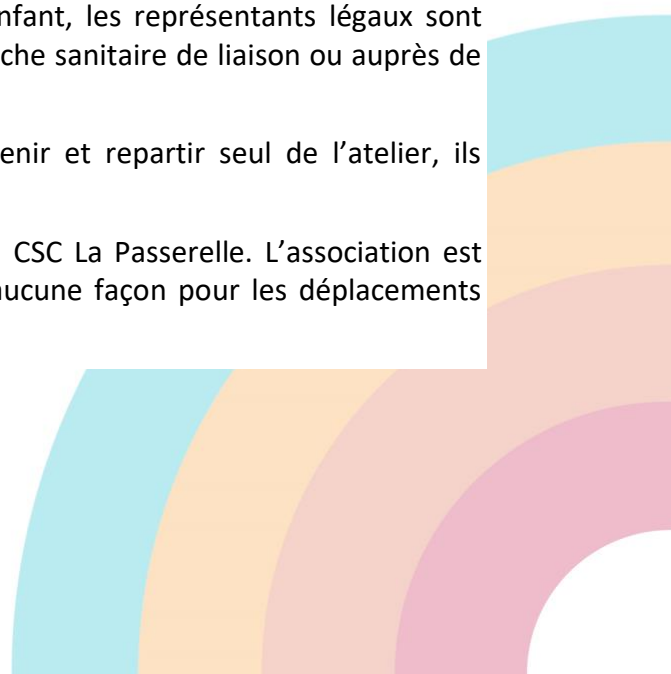 nfant, les représentants légaux sont
che sanitaire de liaison ou auprès de
enir et repartir seul de l’atelier, ils
CSC La Passerelle. L’association est
aucune façon pour les déplacements